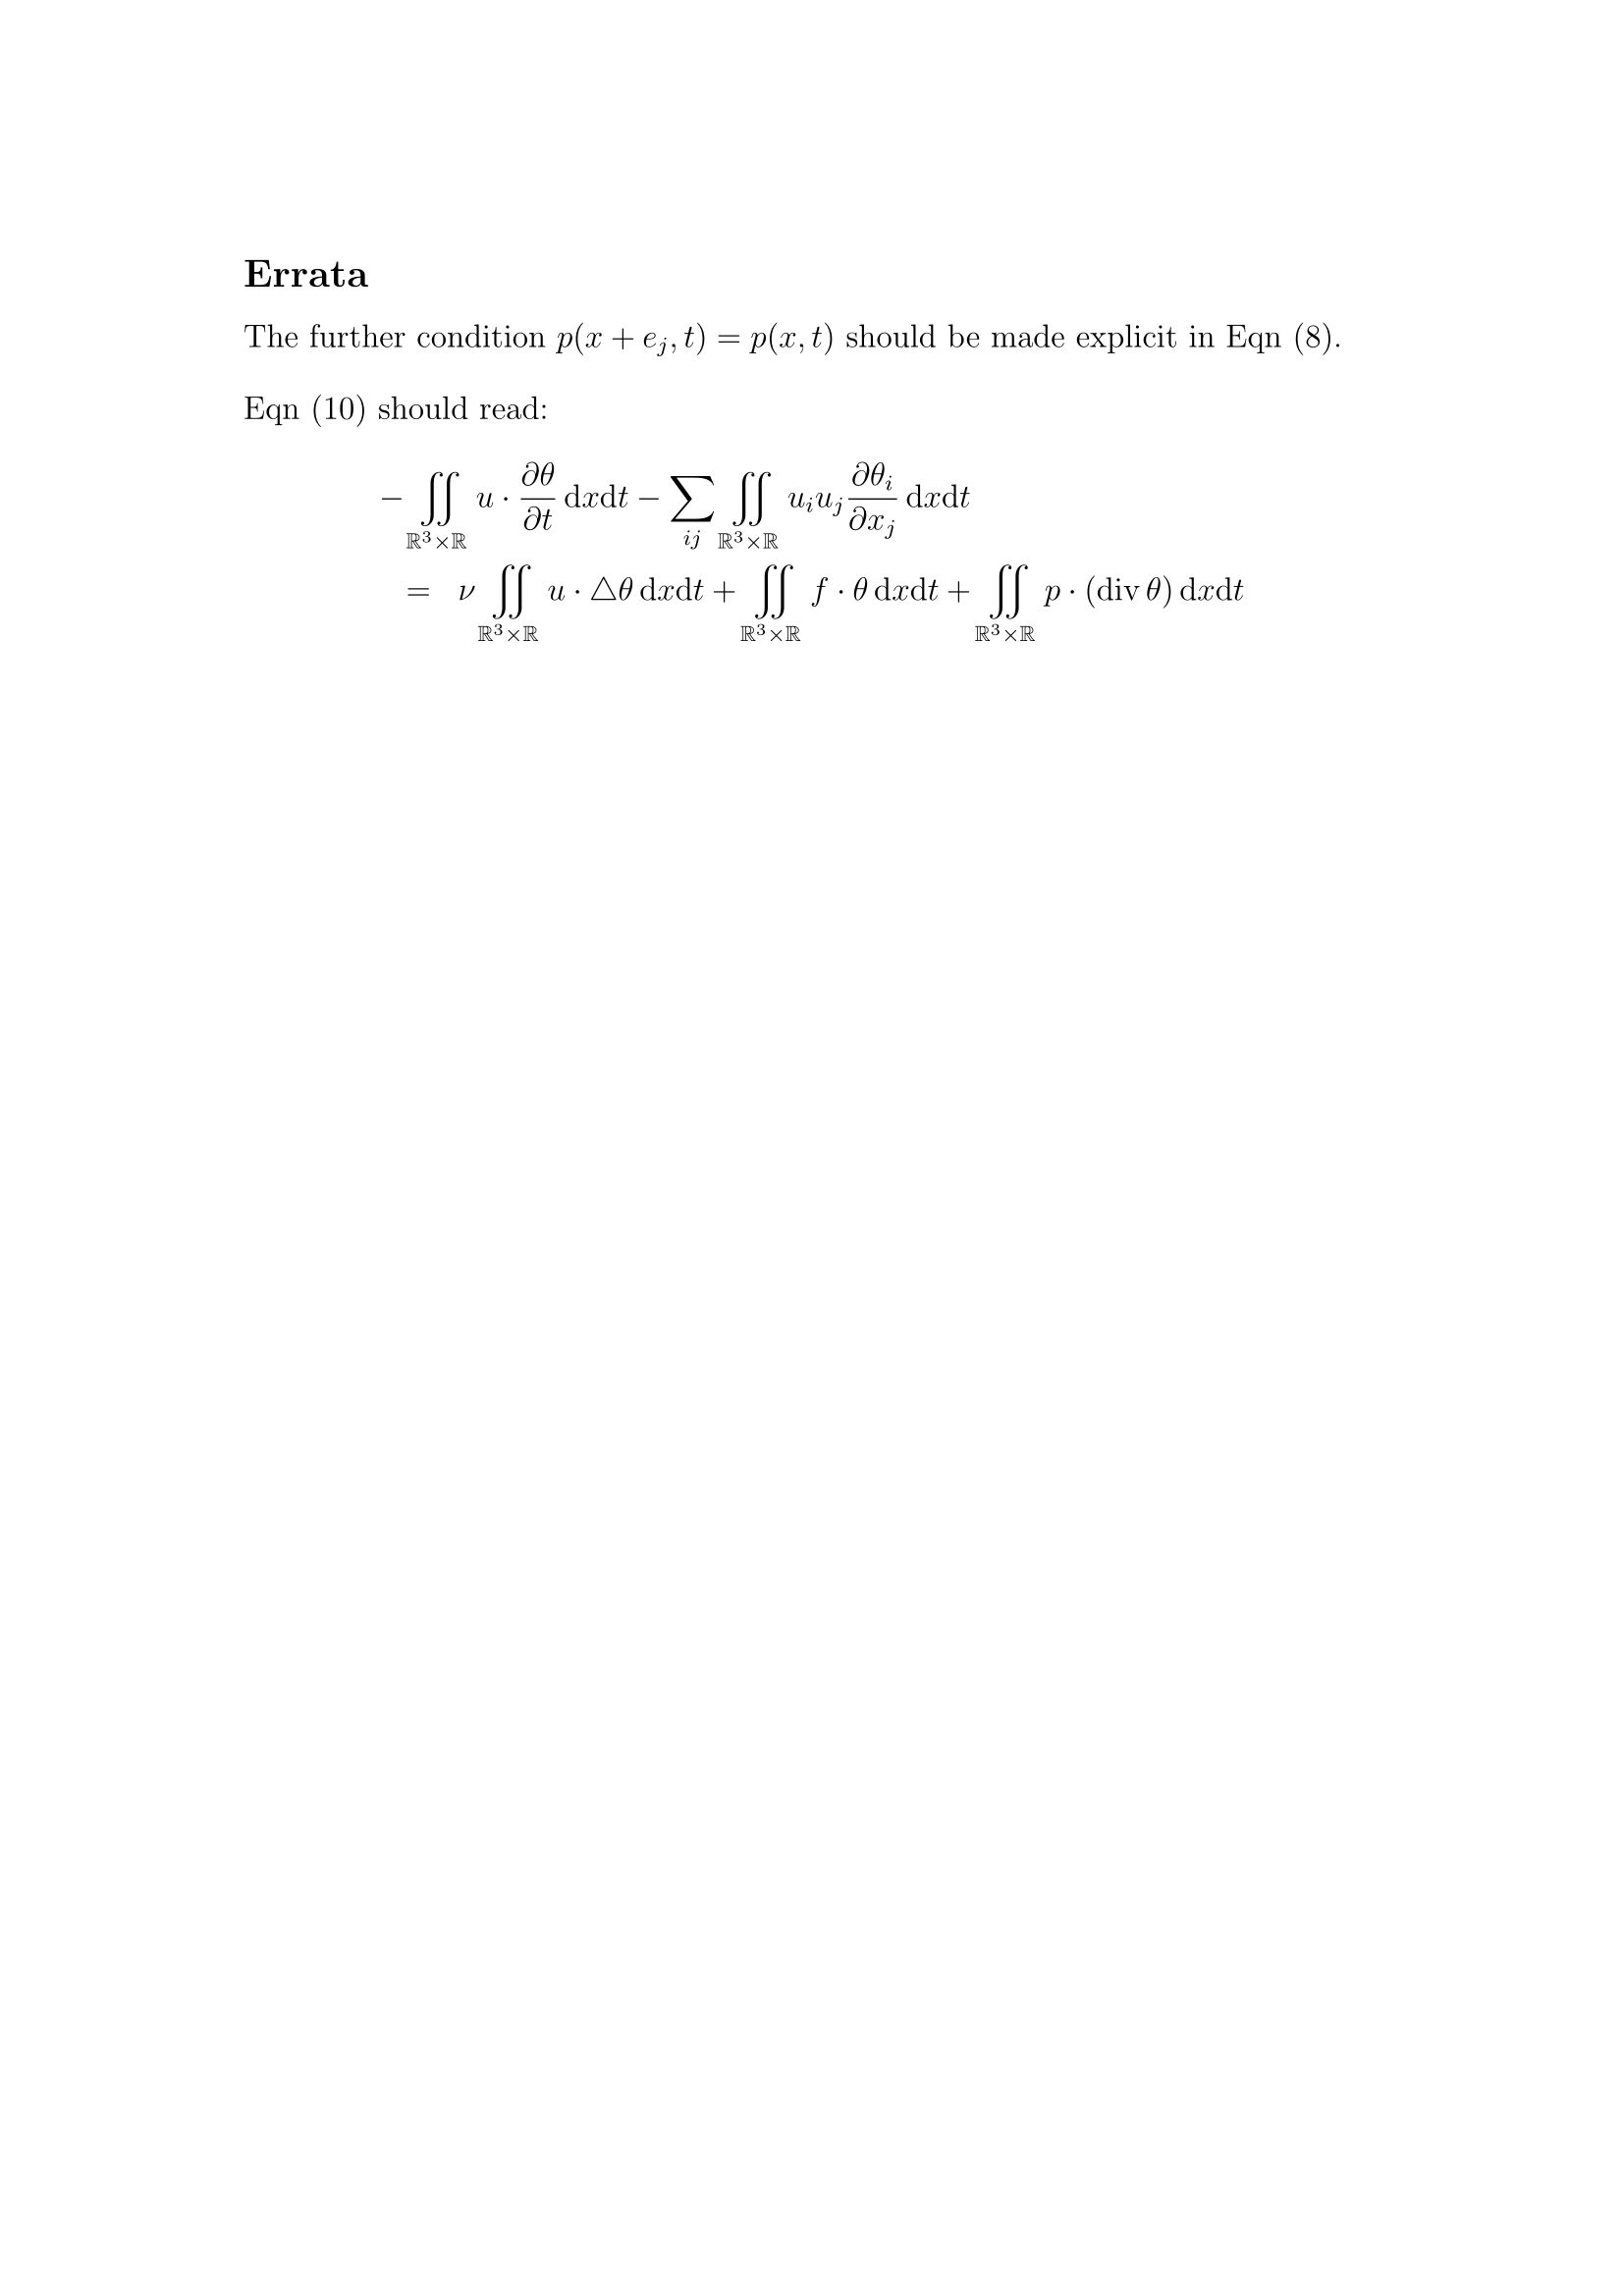 Errata
The further condition $p(x + e_j, t) = p(x, t)$ should be made explicit in Eqn (8).
Eqn (10) should read:
$-\iint\limits_{\mathbb{R}^3\times\mathbb{R}} u \cdot \frac{\partial\theta}{\partial t}\,\mathrm{d}x\mathrm{d}t - \sum_{ij} \iint\limits_{\mathbb{R}^3\times\mathbb{R}} u_i u_j \frac{\partial\theta_i}{\partial x_j}\,\mathrm{d}x\mathrm{d}t$
$= \nu \iint\limits_{\mathbb{R}^3\times\mathbb{R}} u \cdot \triangle\theta\,\mathrm{d}x\mathrm{d}t + \iint\limits_{\mathbb{R}^3\times\mathbb{R}} f \cdot \theta\,\mathrm{d}x\mathrm{d}t + \iint\limits_{\mathbb{R}^3\times\mathbb{R}} p \cdot (\mathrm{div}\,\theta)\,\mathrm{d}x\mathrm{d}t$